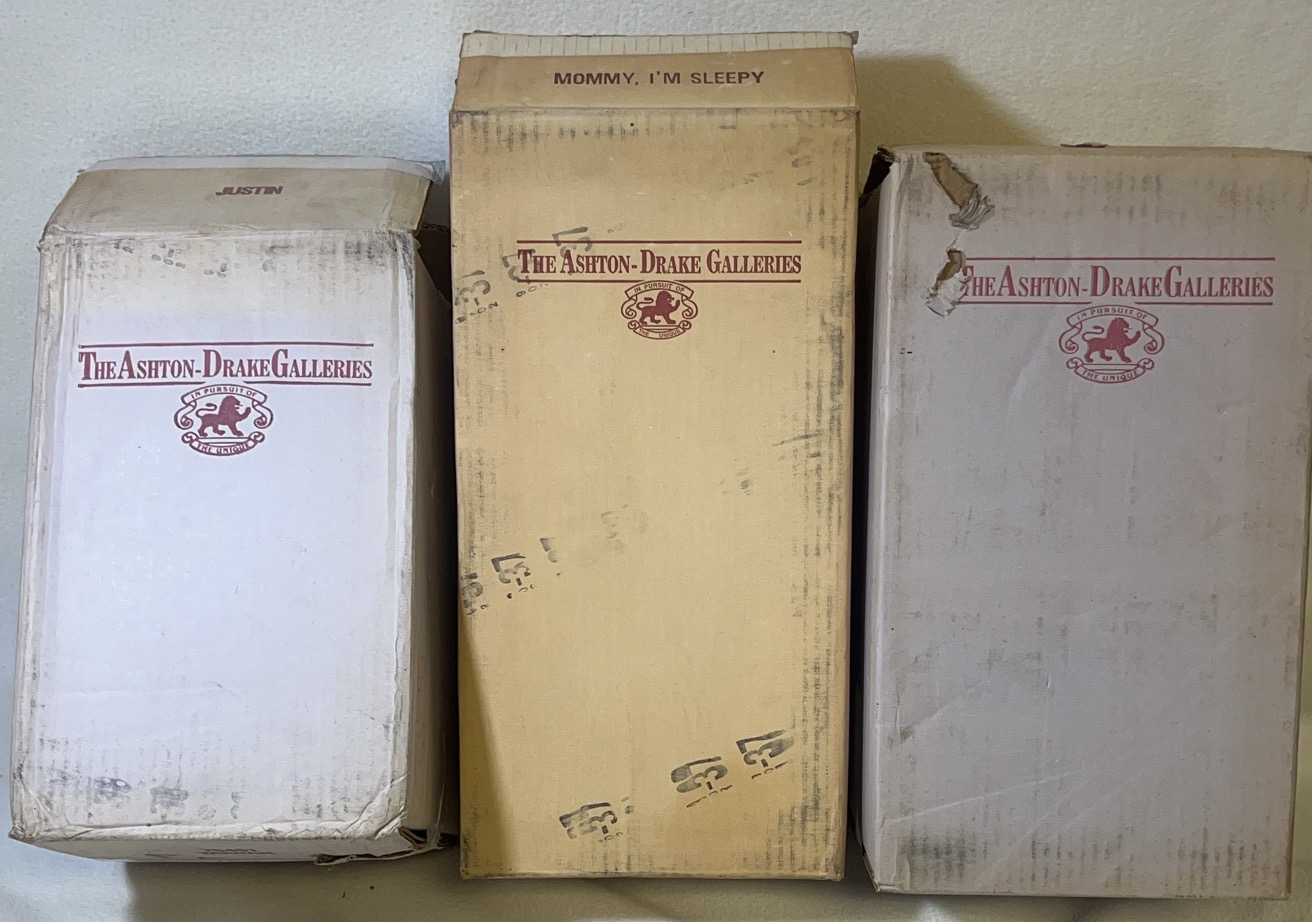 JUSTIN
THE ASHTON-DRAKE GALLERIES
IN PURSUIT OF
THE UNIQUE
MOMMY, I'M SLEEPY
THE ASHTON-DRAKE GALLERIES
IN PURSUIT OF
THE UNIQUE
THE ASHTON-DRAKE GALLERIES
IN PURSUIT OF
THE UNIQUE